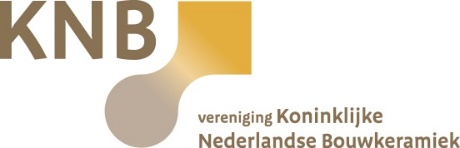 KNB
vereniging Koninklijke
Nederlandse Bouwkeramiek